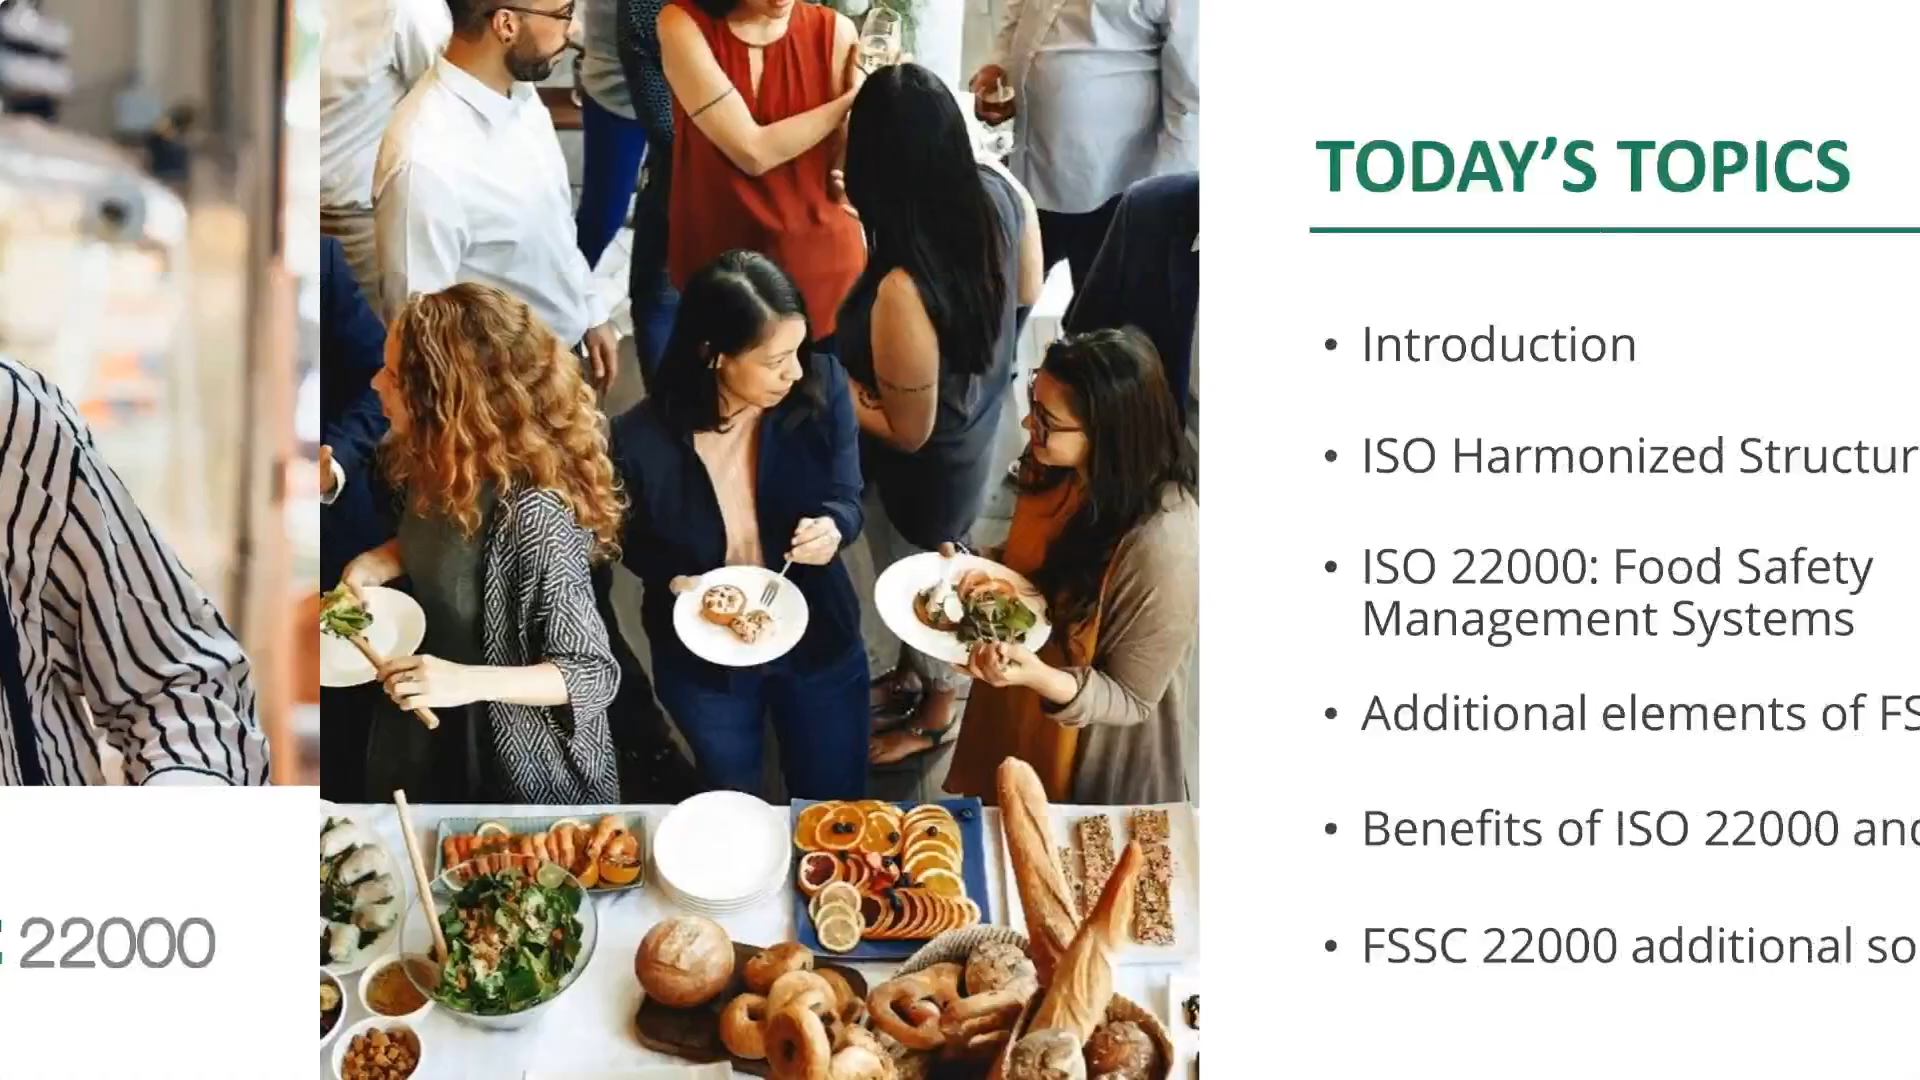 TODAY'S TOPICS
• Introduction
• ISO Harmonized Structur
• ISO 22000: Food Safety
Management Systems
• Additional elements of FS
• Benefits of ISO 22000 and
• FSSC 22000 additional so
22000